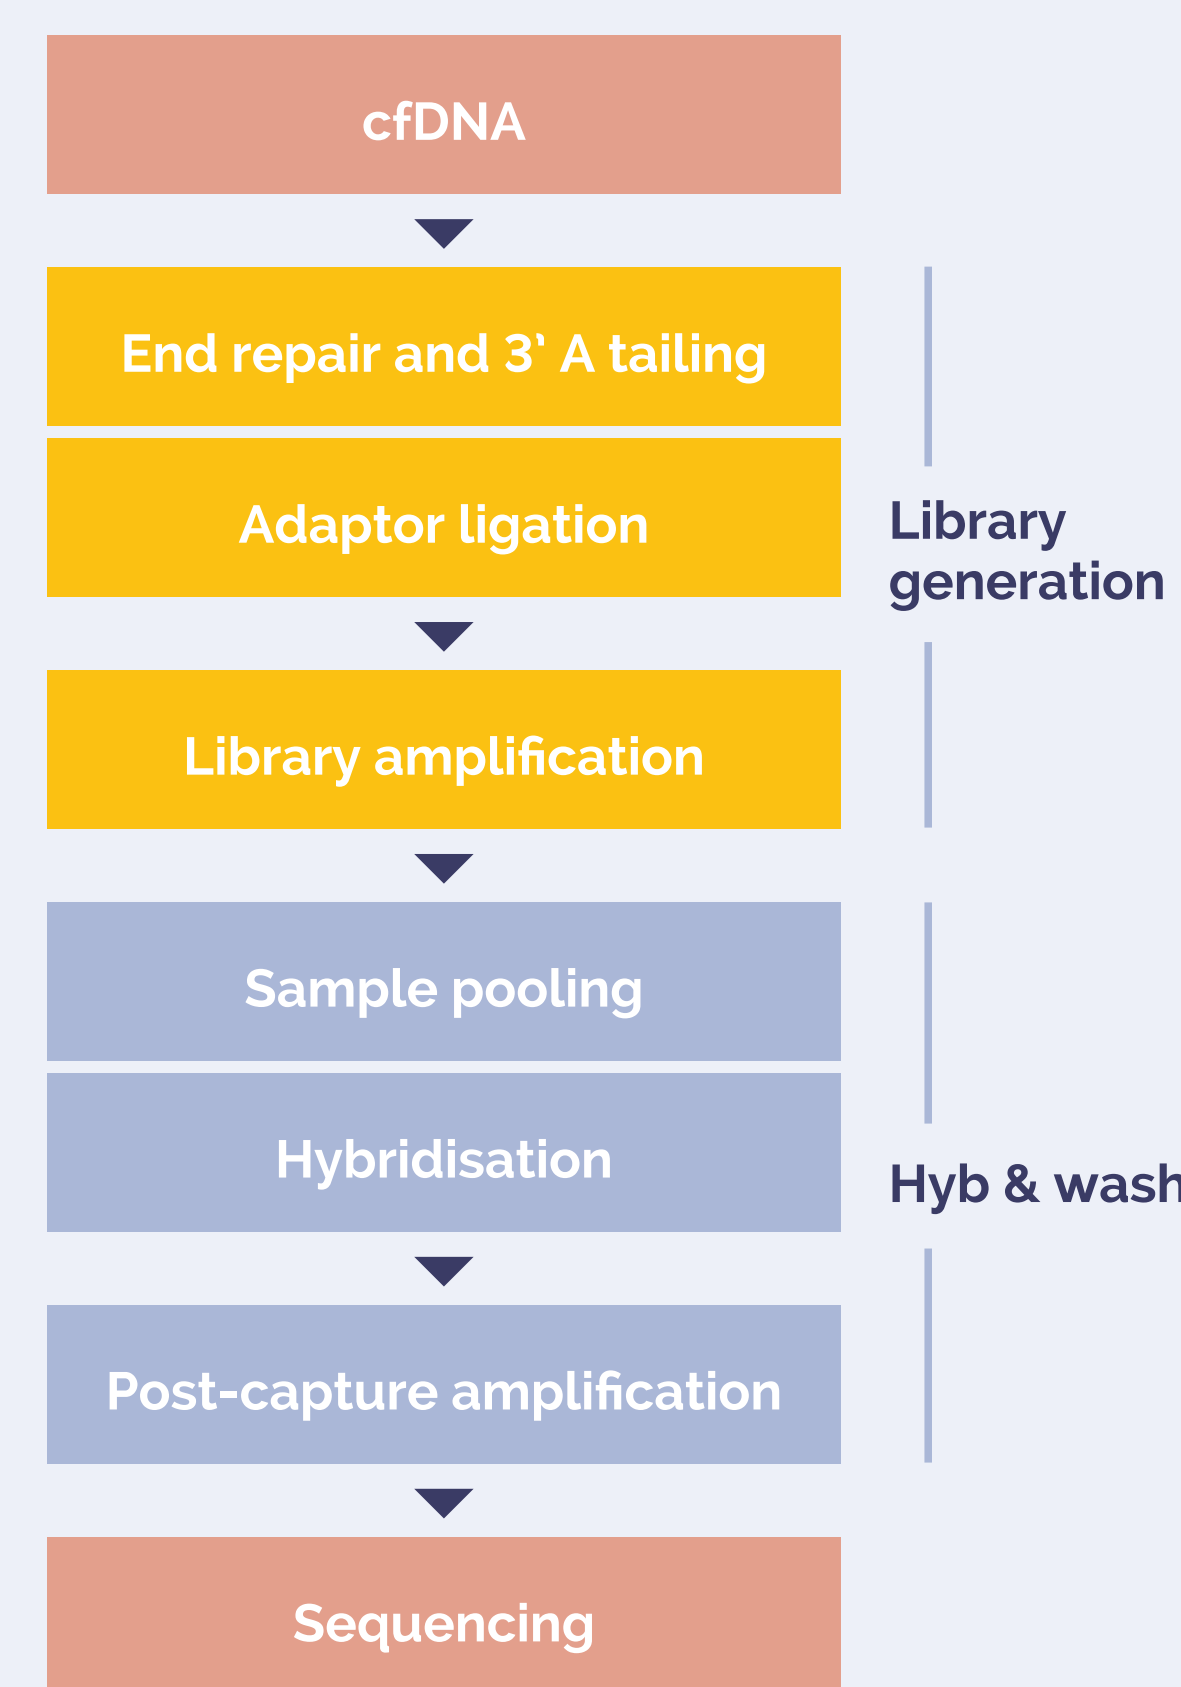 cfDNA
End repair and 3’ A tailing
Adaptor ligation
Library
generation
Library amplification
Sample pooling
Hybridisation
Hyb & wash
Post-capture amplification
Sequencing